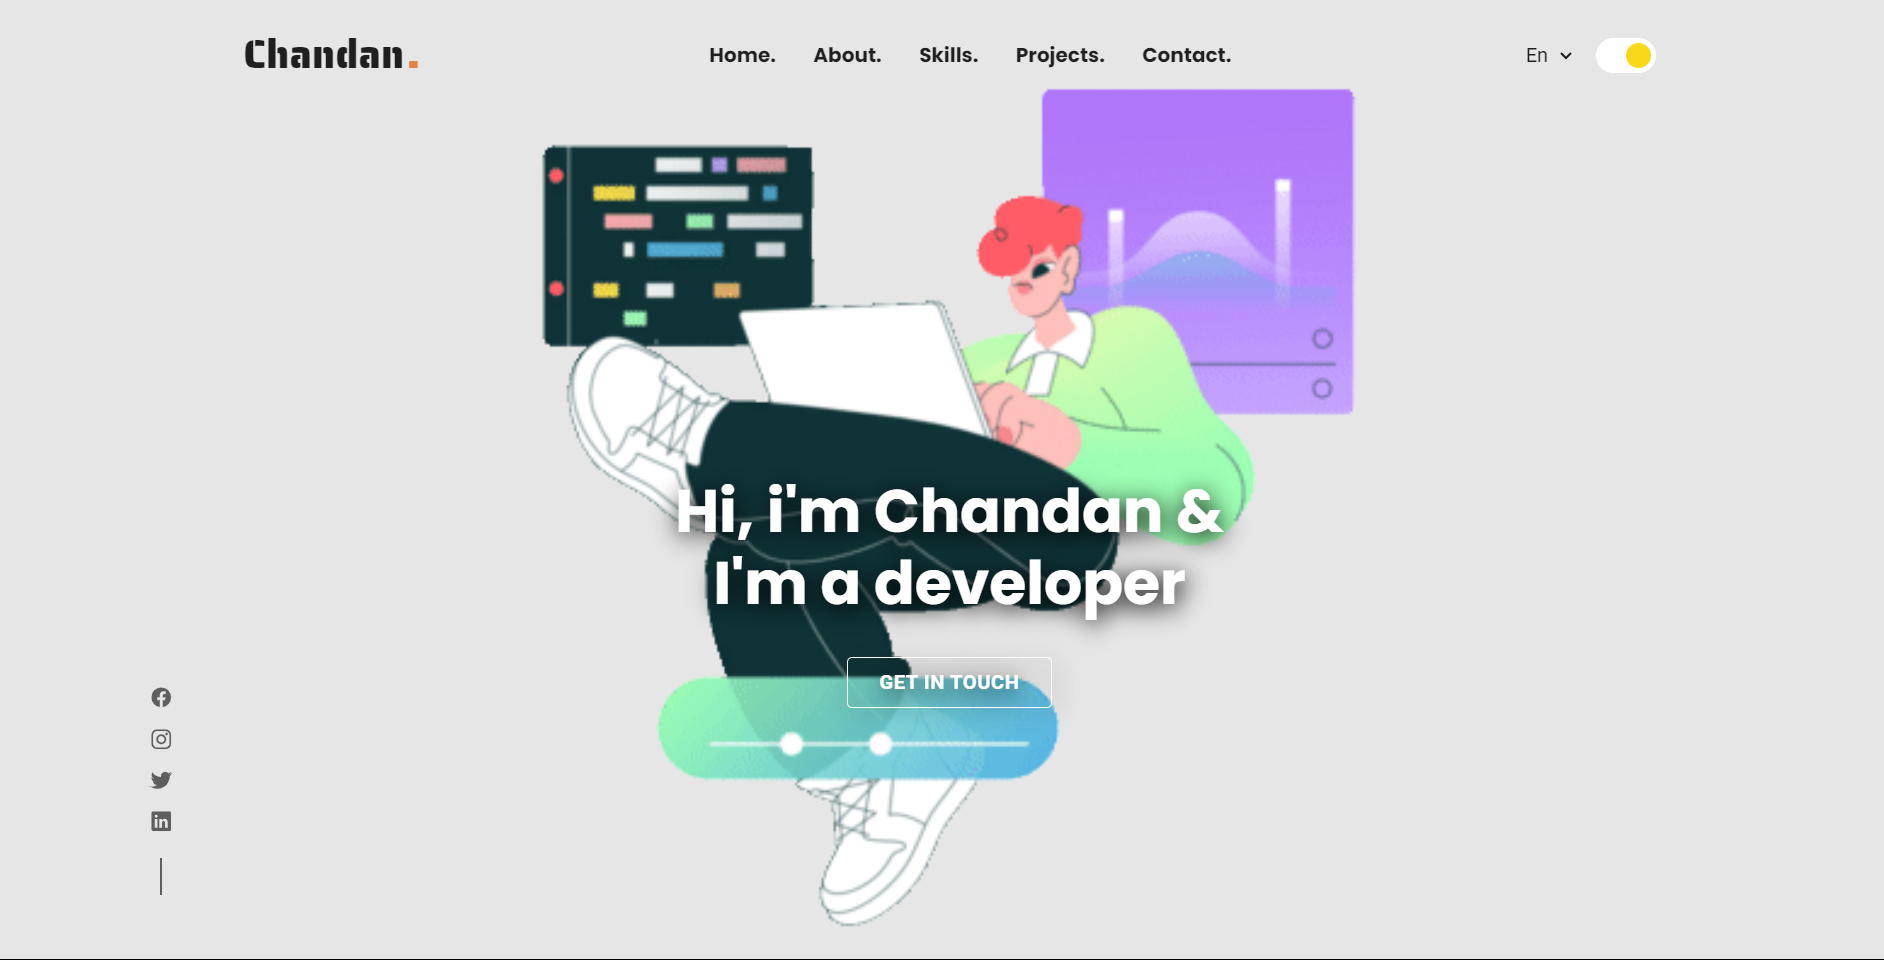 Chandan.
Home. About. Skills. Projects. Contact.
En
Hi, i'm Chandan &
I'm a developer
GET IN TOUCH